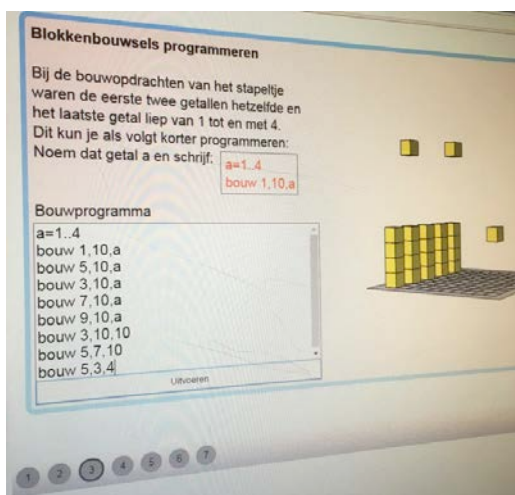 Blokkenbouwsels programmeren
Bij de bouwopdrachten van het stapeltje
waren de eerste twee getallen hetzelfde en
het laatste getal liep van 1 tot en met 4.
Dit kun je als volgt korter programmeren:
Noem dat getal a en schrijf:
a=1..4
bouw 1,10,a
Bouwprogramma
a=1..4
bouw 1,10,a
bouw 5,10,a
bouw 3,10,a
bouw 7,10,a
bouw 9,10,a
bouw 3,10,10
bouw 5,7,10
bouw 5,3,4
Uitvoeren
1 2 3 4 5 6 7